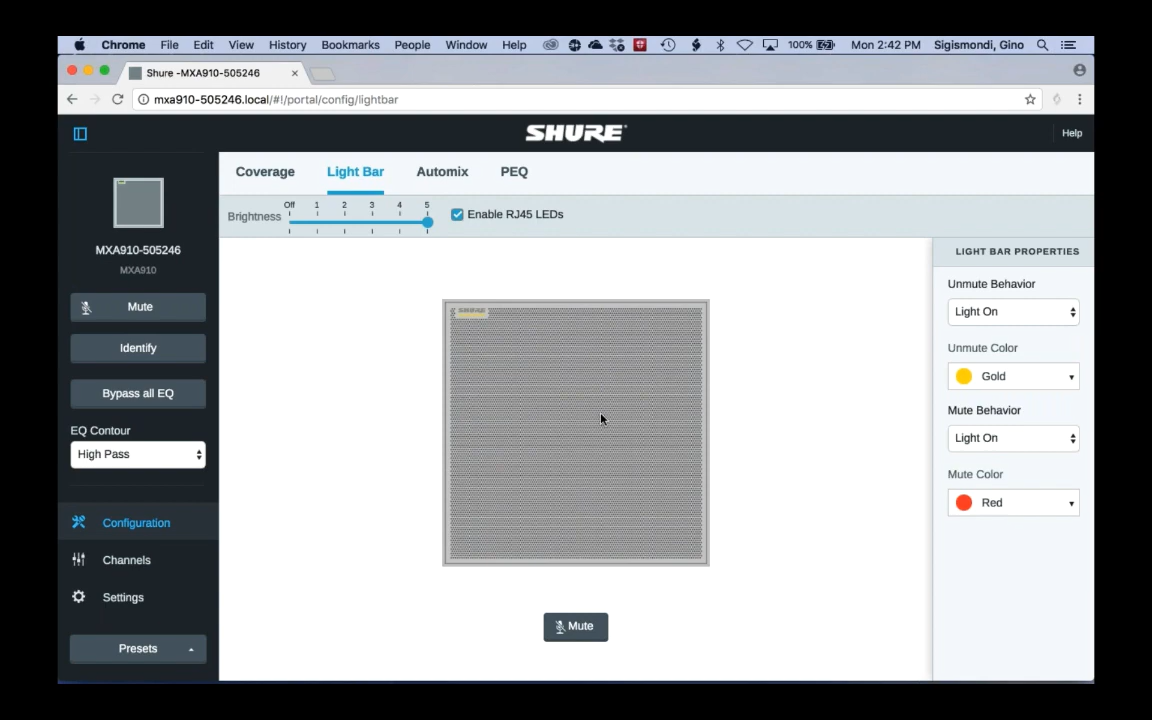 Chrome File Edit View History Bookmarks People Window Help 100% Mon 2:42 PM Sigismondi, Gino
Shure -MXA910-505246
mxa910-505246.local/#!/portal/config/lightbar
SHURE
Help
Coverage Light Bar Automix PEQ
Brightness Off 1 2 3 4 5 Enable RJ45 LEDs
MXA910-505246
MXA910
Mute
Identify
Bypass all EQ
EQ Contour
High Pass
Configuration
Channels
Settings
Presets
SHURE
Mute
LIGHT BAR PROPERTIES
Unmute Behavior
Light On
Unmute Color
Gold
Mute Behavior
Light On
Mute Color
Red